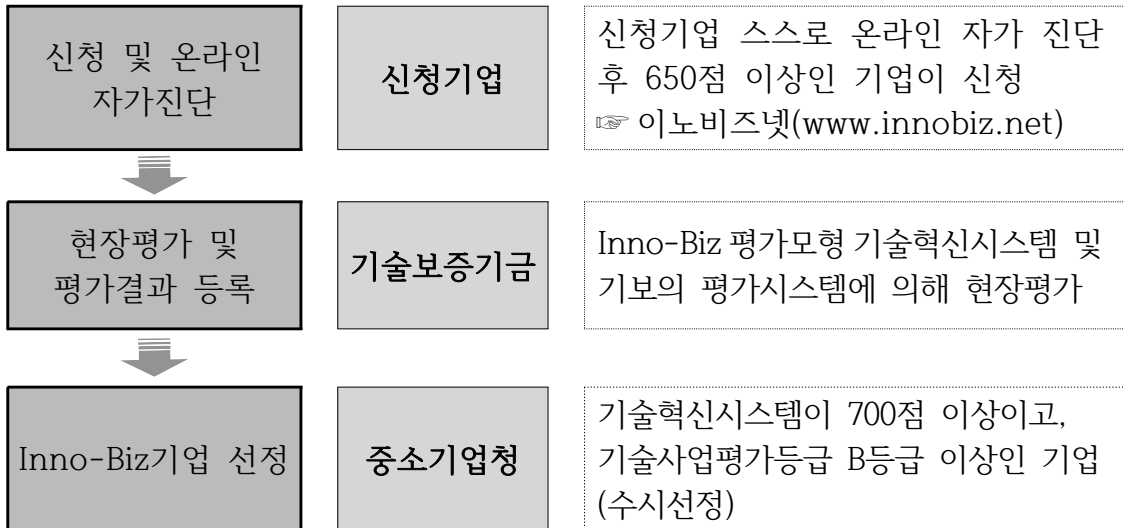 신청 및 온라인
자가진단
신청기업
신청기업 스스로 온라인 자가 진단
후 650점 이상인 기업이 신청
☞ 이노비즈넷(www.innobiz.net)
현장평가 및
평가결과 등록
기술보증기금
Inno-Biz 평가모형 기술혁신시스템 및
기보의 평가시스템에 의해 현장평가
Inno-Biz기업 선정
중소기업청
기술혁신시스템이 700점 이상이고,
기술사업평가등급 B등급 이상인 기업
(수시선정)